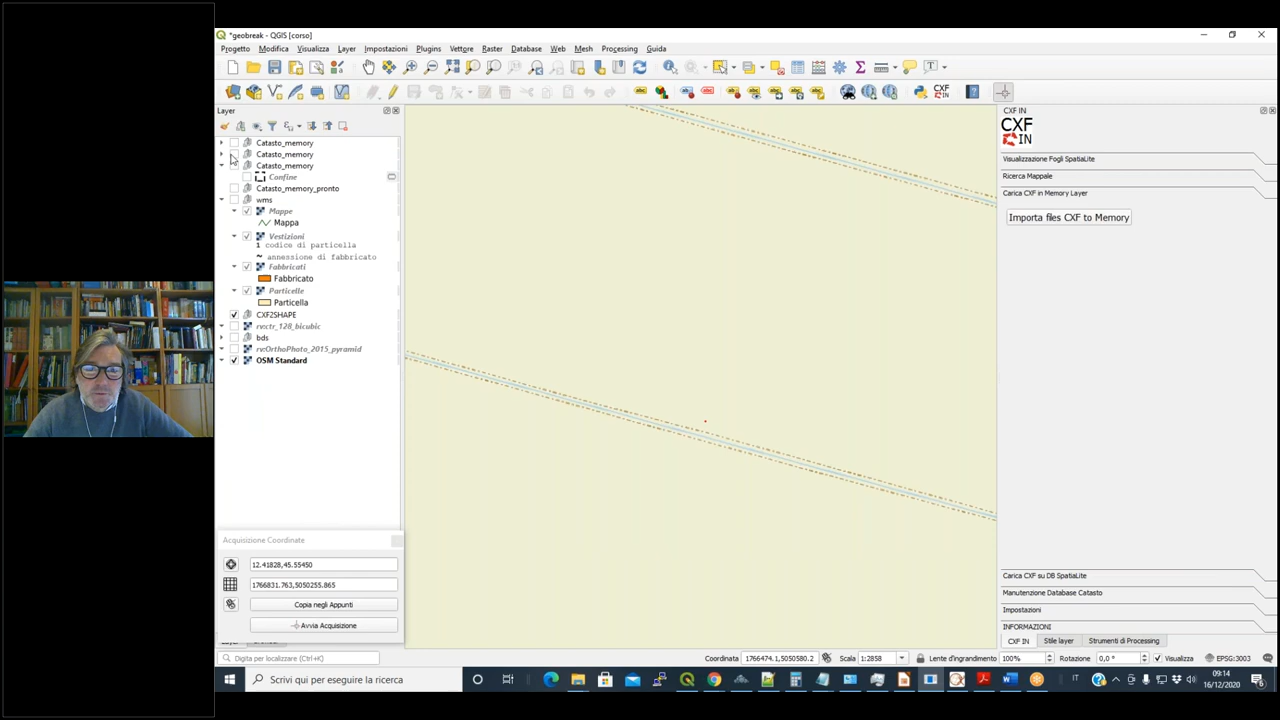 *geobreak - QGIS [corso]
Progetto Modifica Visualizza Layer Impostazioni Plugins Vettore Raster Database Web Mesh Processing Guida
Layer
Catasto_memory
Catasto_memory
Catasto_memory
Confine
Catasto_memory_pronto
wms
Mappe
Mappa
Vestizioni
1 codice di particella
~ annessione di fabbricato
Fabbricati
Fabbricato
Particelle
Particella
CXF2SHAPE
rv:ctr_128_bicubic
bds
rv:OrthoPhoto_2015_pyramid
OSM Standard
Acquisizione Coordinate
12.41828,45.55450
1766831.763,5050255.865
Copia negli Appunti
Avvia Acquisizione
CXF IN
CXF
IN
Visualizzazione Fogli SpatiaLite
Ricerca Mappale
Carica CXF in Memory Layer
Importa files CXF to Memory
Carica CXF su DB SpatiaLite
Manutenzione Database Catasto
Impostazioni
INFORMAZIONI
CXF IN Stile layer Strumenti di Processing
Digita per localizzare (Ctrl+K) Coordinata 1766474.1,5050580.2 Scala 1:2858 Lente d'ingrandimento 100% Rotazione 0,0 ° Visualizza EPSG:3003
Scrivi qui per eseguire la ricerca
IT
09:14
16/12/2020